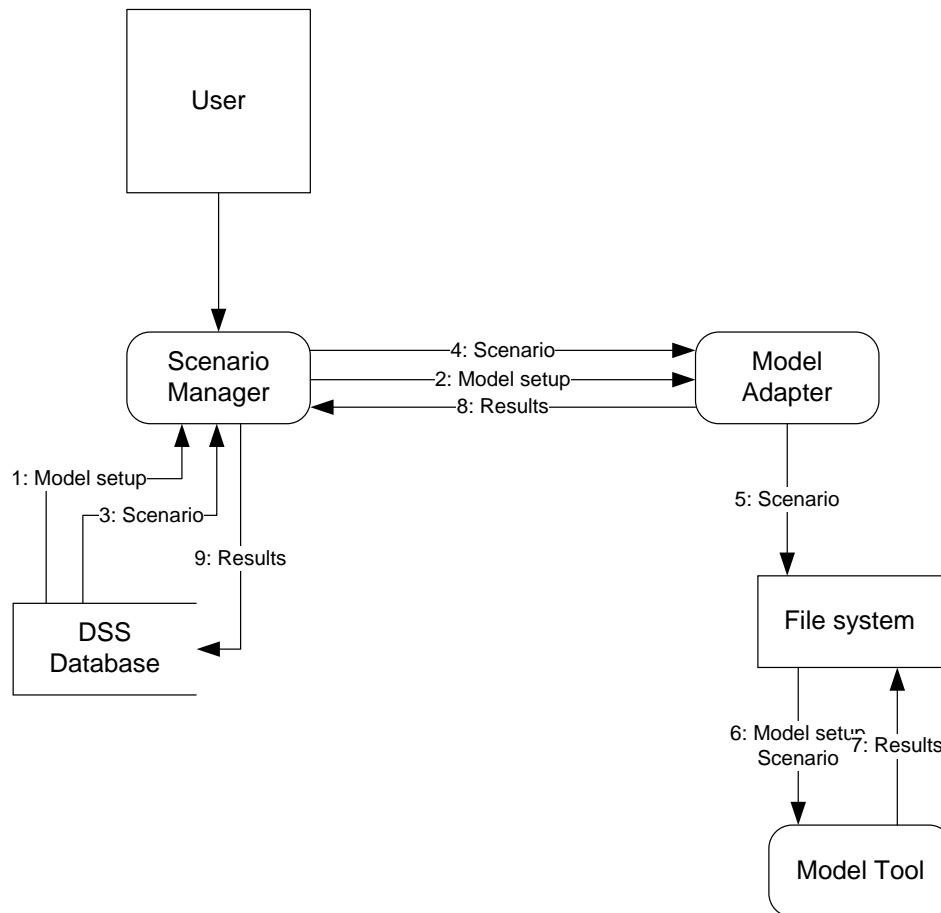 User
Scenario
Manager
4: Scenario
2: Model setup
8: Results
Model
Adapter
1: Model setup
3: Scenario
9: Results
5: Scenario
DSS
Database
File system
6: Model setup
Scenario
7: Results
Model Tool